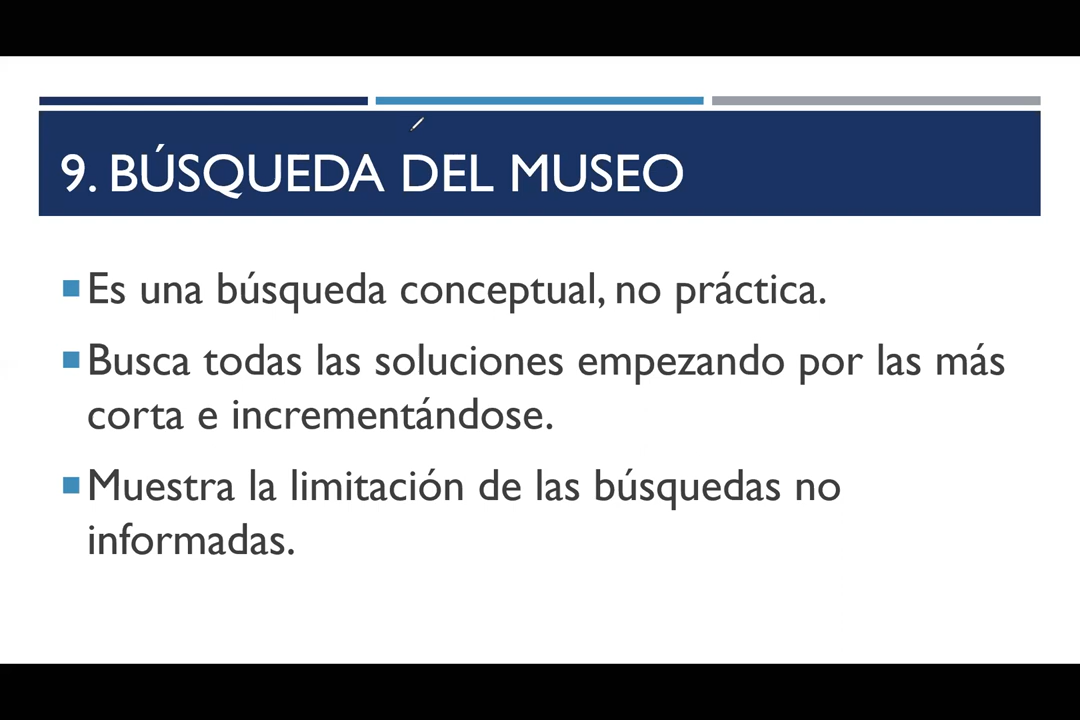 9. BÚSQUEDA DEL MUSEO
Es una búsqueda conceptual, no práctica.
Busca todas las soluciones empezando por las más
corta e incrementándose.
Muestra la limitación de las búsquedas no
informadas.